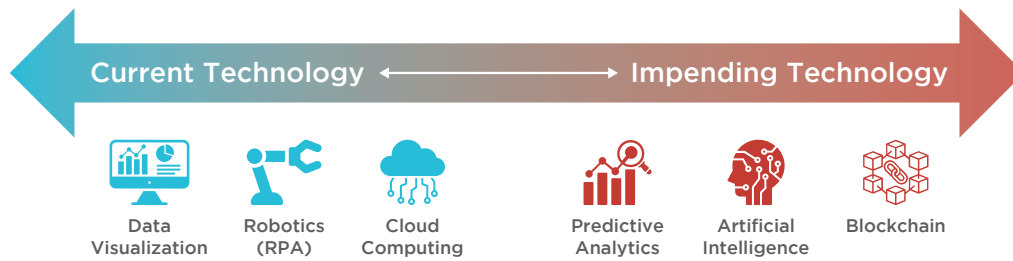 Current Technology
Impending Technology
Data
Visualization
Robotics
(RPA)
Cloud
Computing
Predictive
Analytics
Artificial
Intelligence
Blockchain